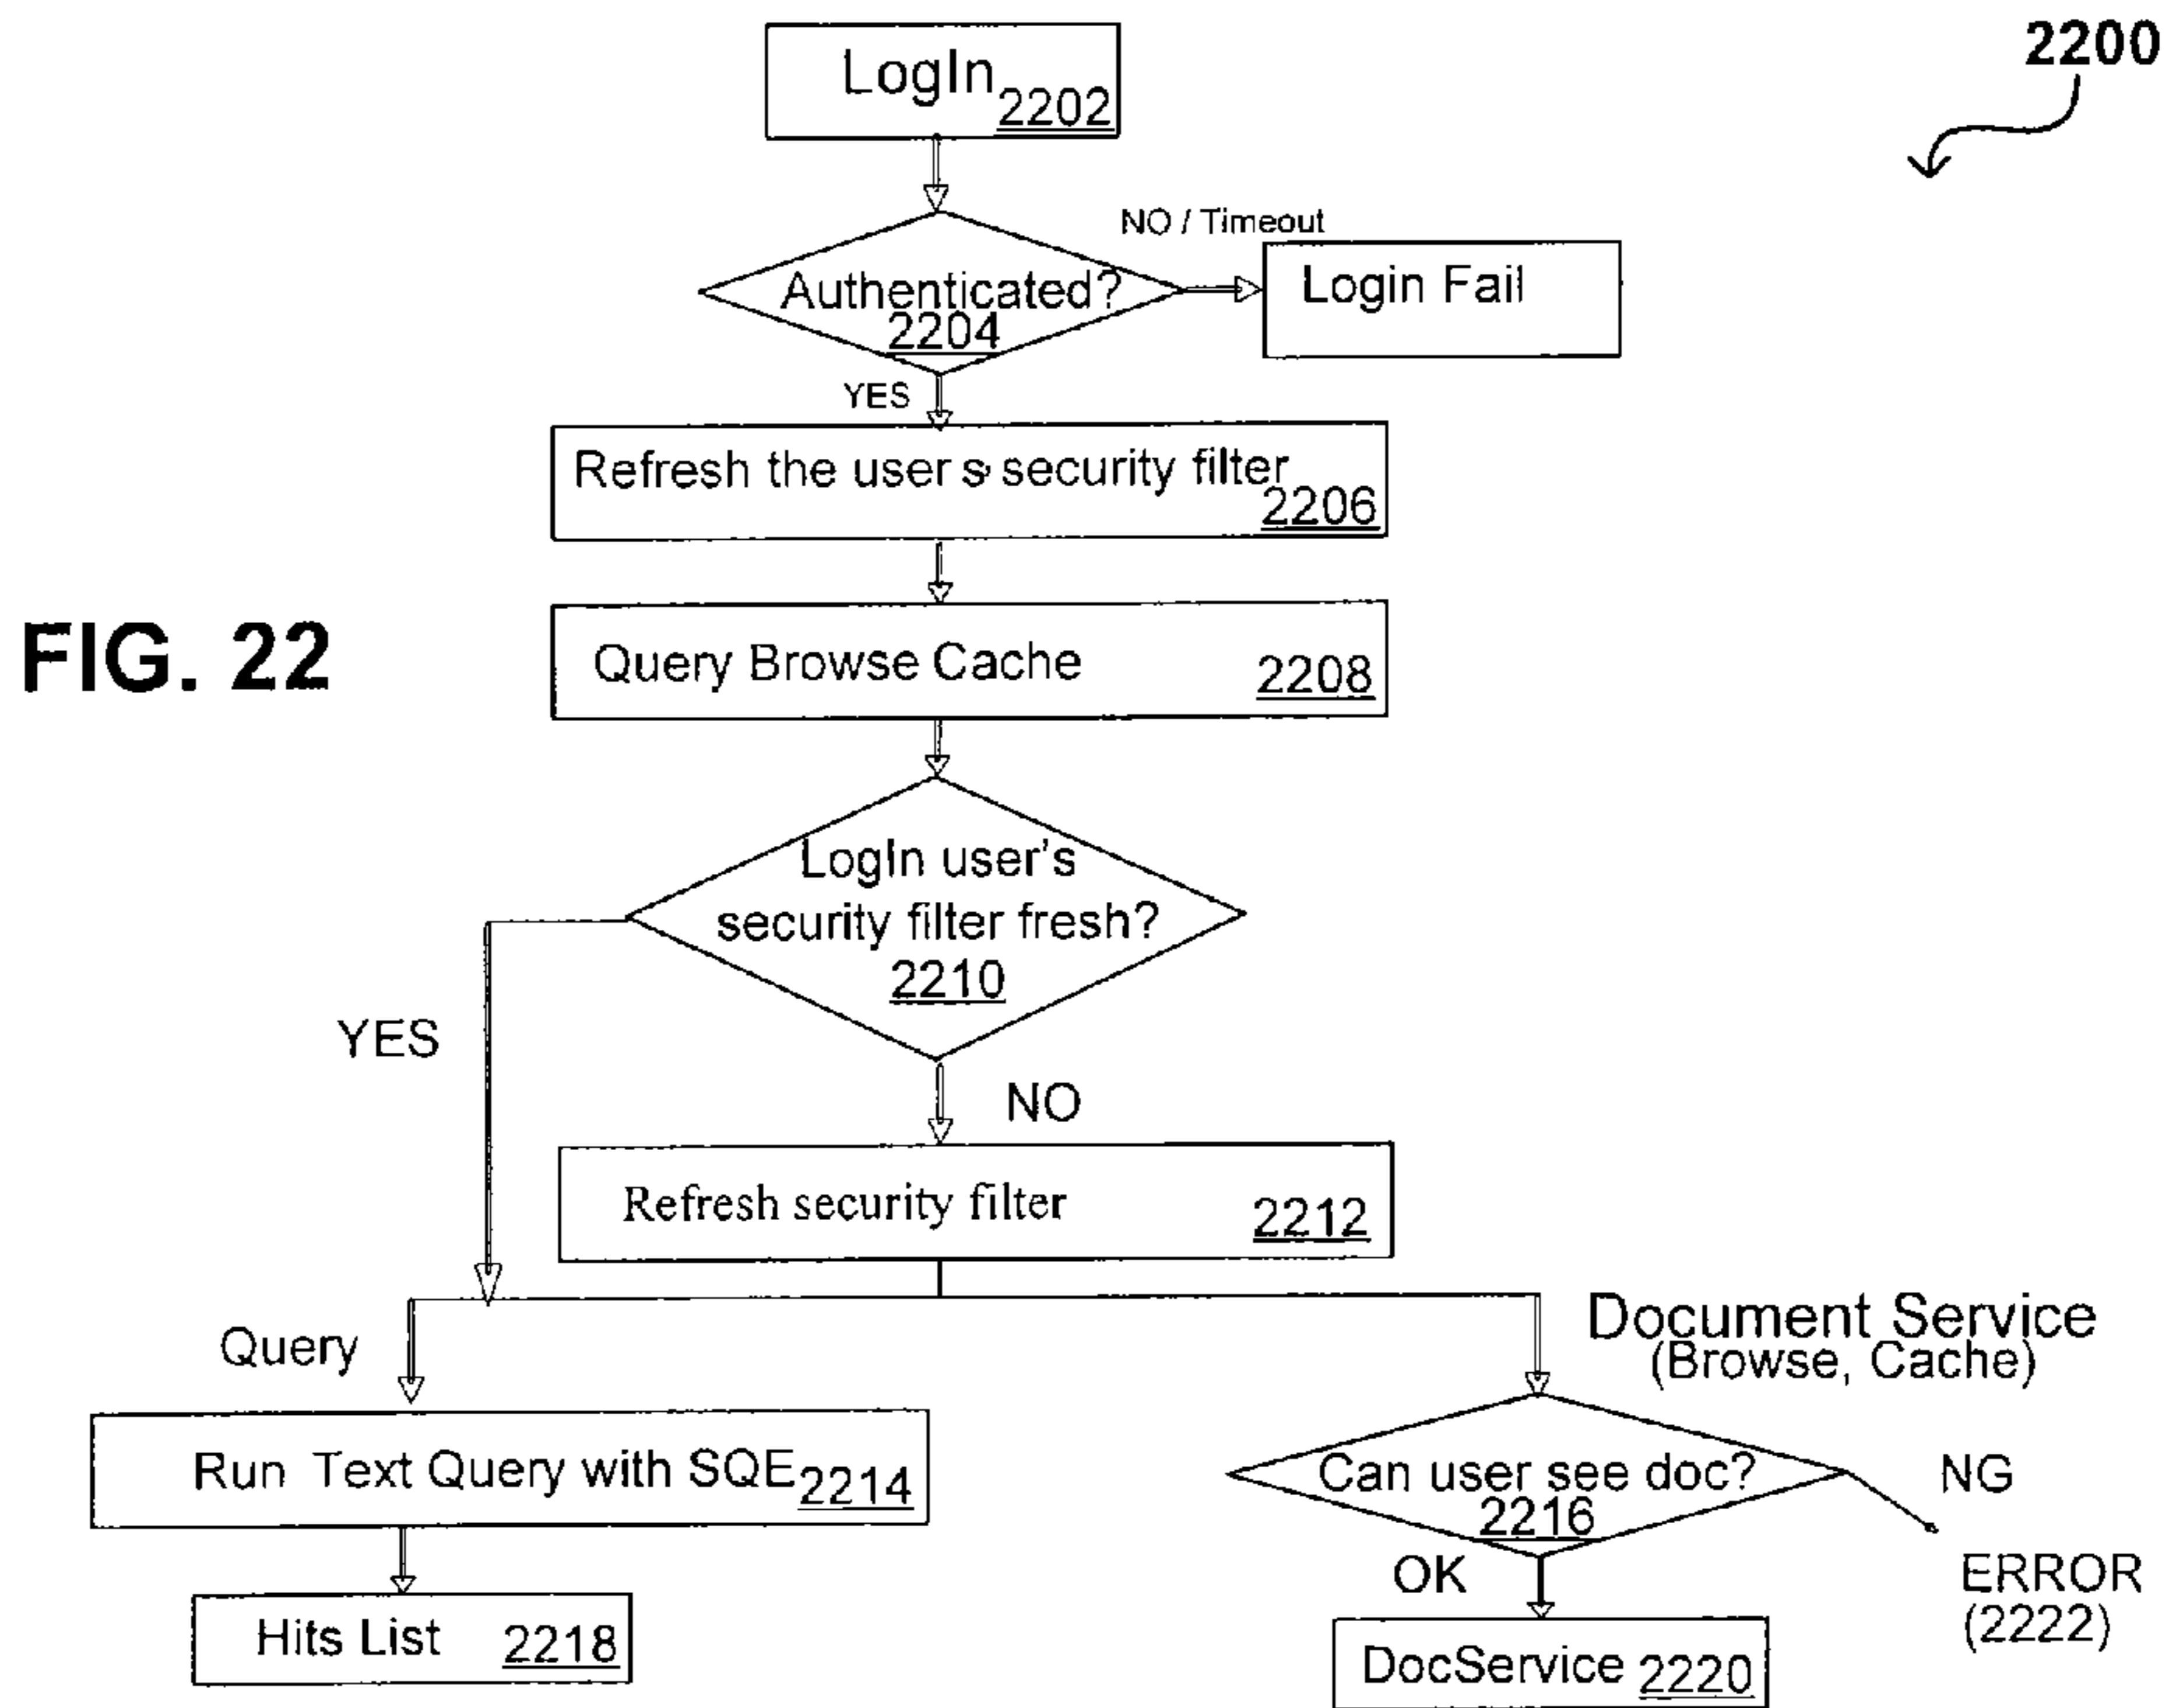 2200
LogIn 2202
NO / Timeout
Authenticated?
2204
Login Fail
YES
Refresh the user s, security filter
2206
FIG. 22
Query Browse Cache 2208
LogIn user's
security filter fresh?
2210
YES
NO
Refresh security filter 2212
Query
Document Service
(Browse, Cache)
Run Text Query with SQE 2214
Can user see doc?
2216
NG
OK
ERROR
(2222)
Hits List 2218
DocService 2220